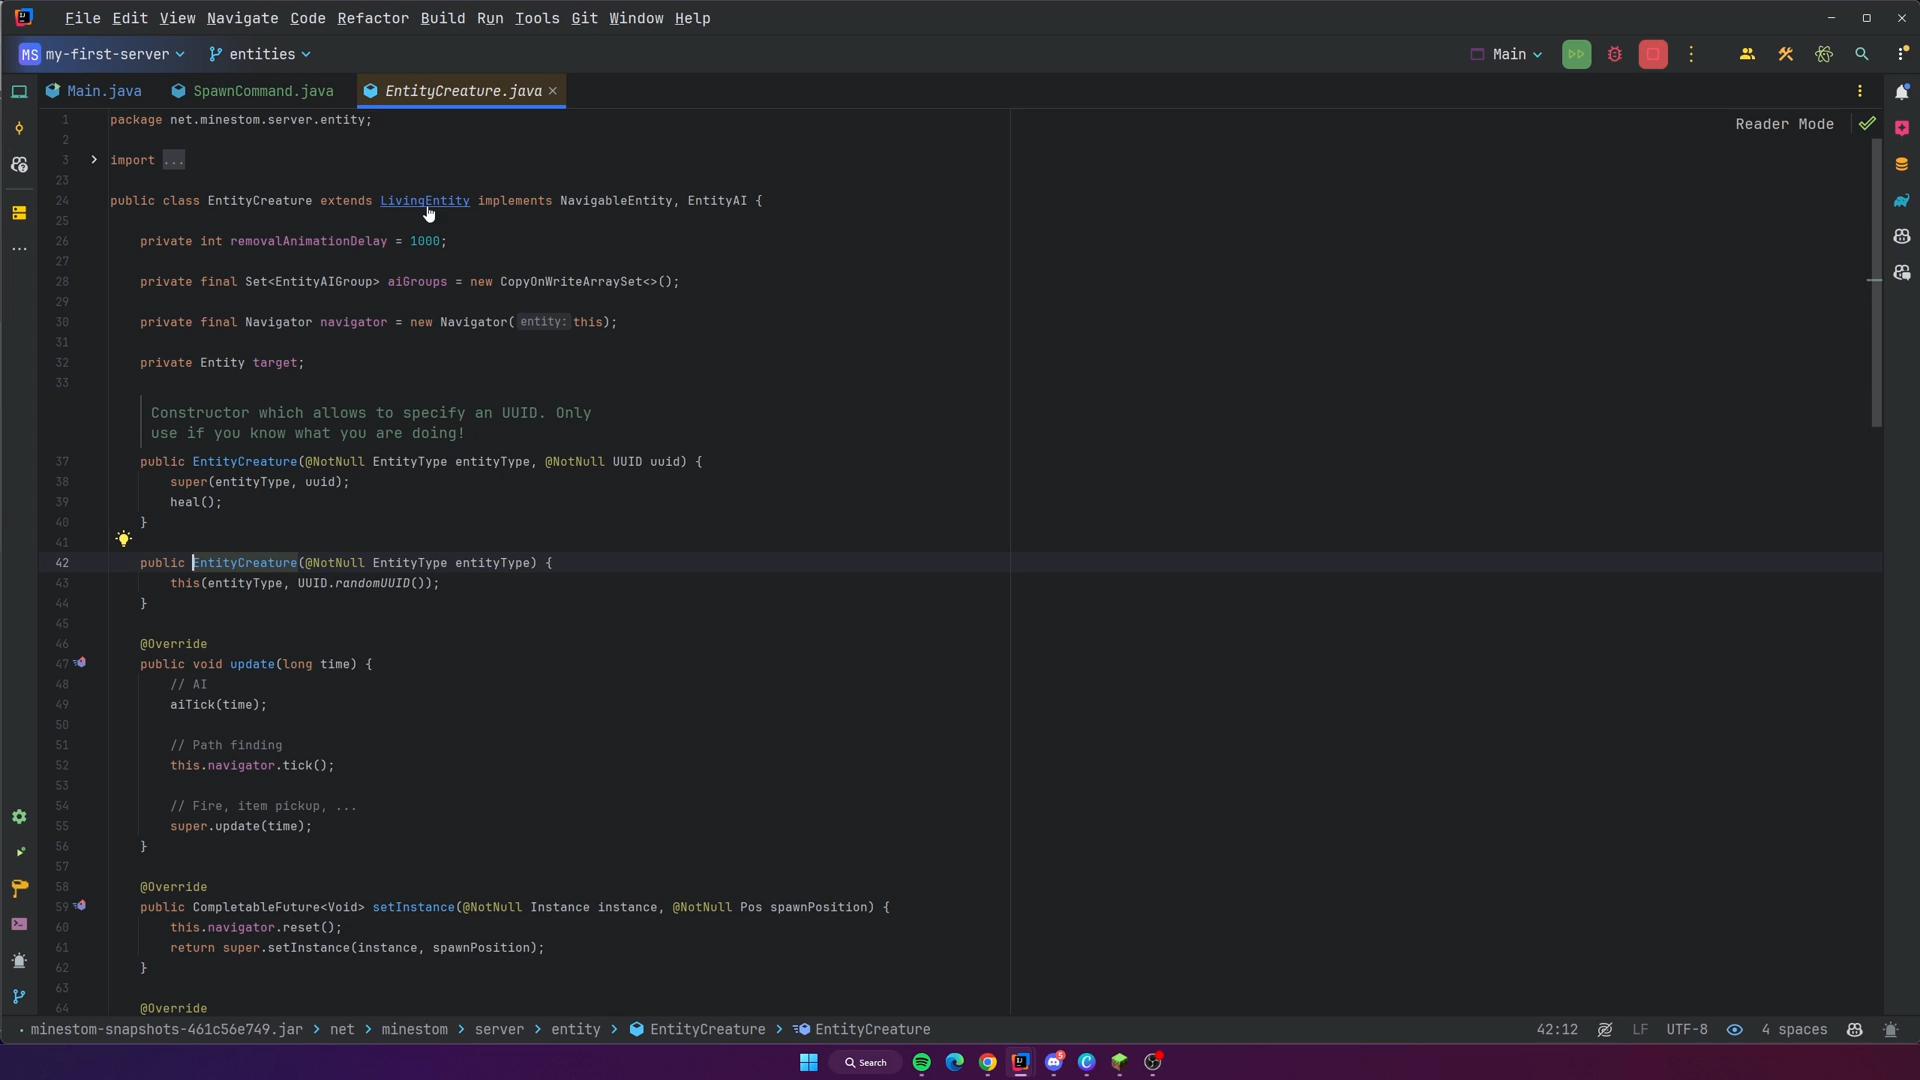 File Edit View Navigate Code Refactor Build Run Tools Git Window Help
MS my-first-server entities Main
Main.java SpawnCommand.java EntityCreature.java
Reader Mode
1 package net.minestom.server.entity;
2
3 import ...
23
24 public class EntityCreature extends LivingEntity implements NavigableEntity, EntityAI {
25
26 private int removalAnimationDelay = 1000;
27
28 private final Set<EntityAIGroup> aiGroups = new CopyOnWriteArraySet<>();
29
30 private final Navigator navigator = new Navigator( entity: this);
31
32 private Entity target;
33
Constructor which allows to specify an UUID. Only
use if you know what you are doing!
37 public EntityCreature(@NotNull EntityType entityType, @NotNull UUID uuid) {
38 super(entityType, uuid);
39 heal();
40 }
41
42 public EntityCreature(@NotNull EntityType entityType) {
43 this(entityType, UUID.randomUUID());
44 }
45
46 @Override
47 public void update(long time) {
48 // AI
49 aiTick(time);
50
51 // Path finding
52 this.navigator.tick();
53
54 // Fire, item pickup, ...
55 super.update(time);
56 }
57
58 @Override
59 public CompletableFuture<Void> setInstance(@NotNull Instance instance, @NotNull Pos spawnPosition) {
60 this.navigator.reset();
61 return super.setInstance(instance, spawnPosition);
62 }
63
64 @Override
minestom-snapshots-461c56e749.jar > net > minestom > server > entity > EntityCreature > EntityCreature 42:12 LF UTF-8 4 spaces
Search 5